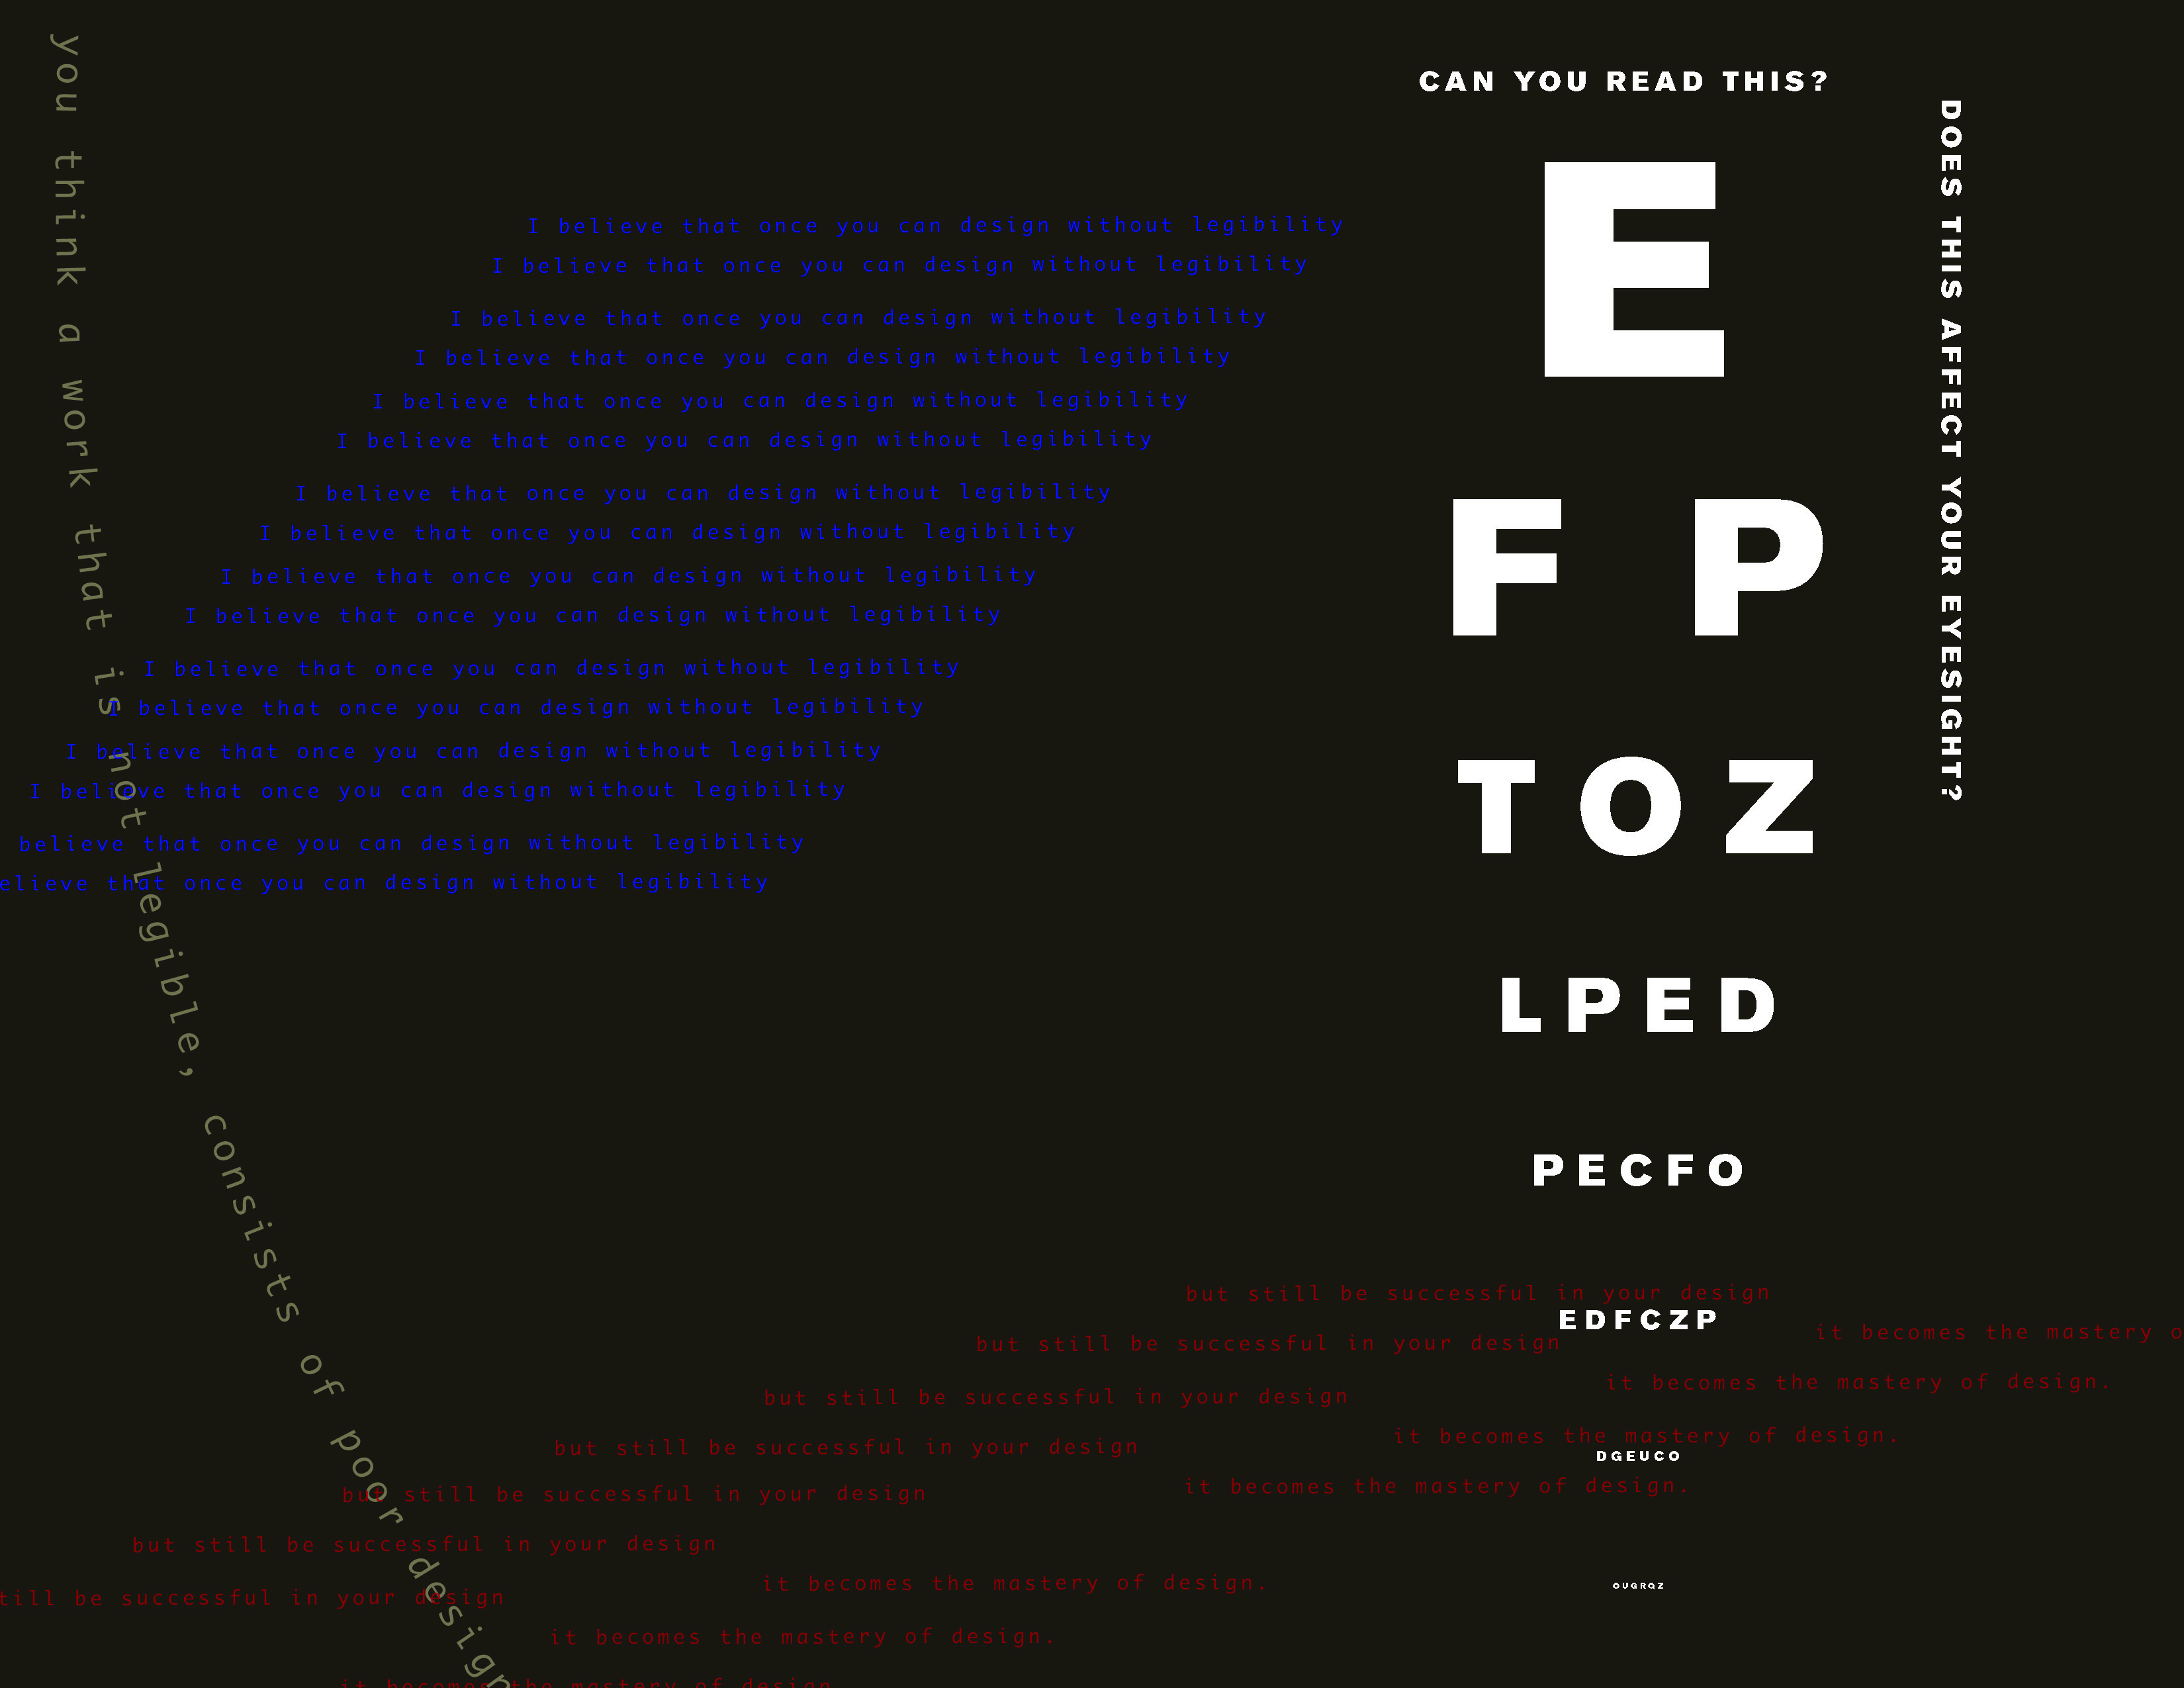 you think a work that is not legible, consists of poor design
I believe that once you can design without legibility
I believe that once you can design without legibility
I believe that once you can design without legibility
I believe that once you can design without legibility
I believe that once you can design without legibility
I believe that once you can design without legibility
I believe that once you can design without legibility
I believe that once you can design without legibility
I believe that once you can design without legibility
I believe that once you can design without legibility
I believe that once you can design without legibility
I believe that once you can design without legibility
I believe that once you can design without legibility
I believe that once you can design without legibility
believe that once you can design without legibility
elieve that once you can design without legibility
CAN YOU READ THIS?
DOES THIS AFFECT YOUR EYESIGHT?
E
F P
T O Z
L P E D
P E C F O
E D F C Z P
D G E U C O
O U G R Q Z
but still be successful in your design
but still be successful in your design
but still be successful in your design
but still be successful in your design
but still be successful in your design
but still be successful in your design
till be successful in your design
it becomes the mastery o
it becomes the mastery of design.
it becomes the mastery of design.
it becomes the mastery of design.
it becomes the mastery of design.
it becomes the mastery of design.
it becomes the mastery of design